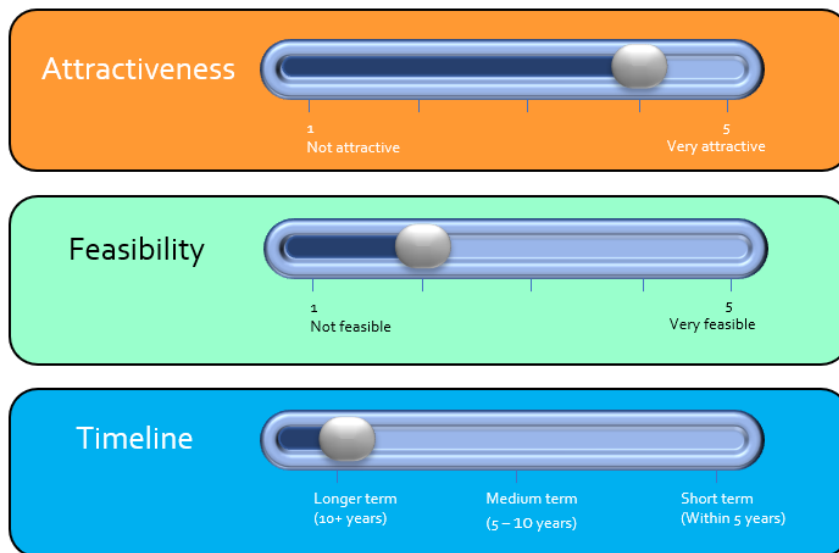 Attractiveness
1
5
Not attractive
Very attractive
Feasibility
1
5
Not feasible
Very feasible
Timeline
Longer term
(10+ years)
Medium term
(5 – 10 years)
Short term
(Within 5 years)